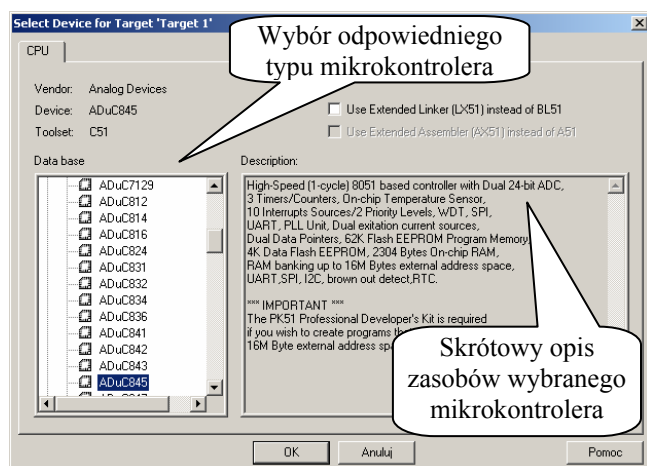 Select Device for Target 'Target 1'
Wybór odpowiedniego
typu mikrokontrolera
CPU
Vendor: Analog Devices
Device: ADuC845
Toolset: C51
Use Extended Linker (LX51) instead of BL51
Use Extended Assembler (AX51) instead of A51
Data base
ADuC7129
ADuC812
ADuC814
ADuC816
ADuC824
ADuC831
ADuC832
ADuC834
ADuC836
ADuC841
ADuC842
ADuC843
ADuC845
Description:
High-Speed (1-cycle) 8051 based controller with Dual 24-bit ADC,
3 Timers/Counters, On-chip Temperature Sensor,
10 Interrupts Sources/2 Priority Levels, WDT, SPI,
UART, PLL Unit, Dual exitation current sources,
Dual Data Pointers, 62K Flash EEPROM Program Memory,
4K Data Flash EEPROM, 2304 Bytes On-chip RAM,
RAM banking up to 16M Bytes external address space,
UART,SPI, I2C, brown out detect,RTC.
*** IMPORTANT ***
The PK51 Professional Developer's Kit is required
if you wish to create programs
16M Byte external address
Skrótowy opis
zasobów wybranego
mikrokontrolera
OK
Anuluj
Pomoc